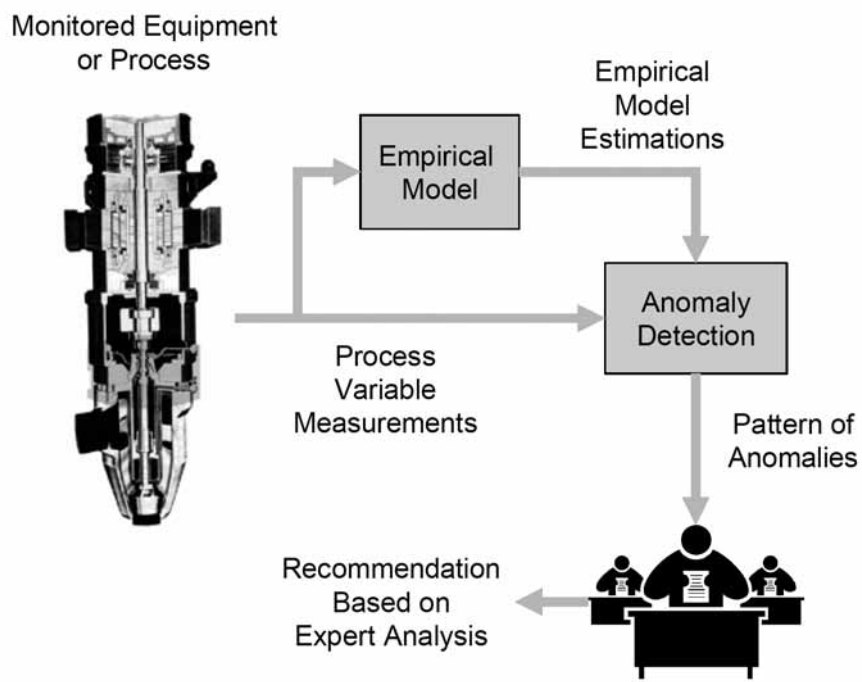 Monitored Equipment
or Process
Empirical
Model
Estimations
Empirical
Model
Anomaly
Detection
Process
Variable
Measurements
Pattern of
Anomalies
Recommendation
Based on
Expert Analysis